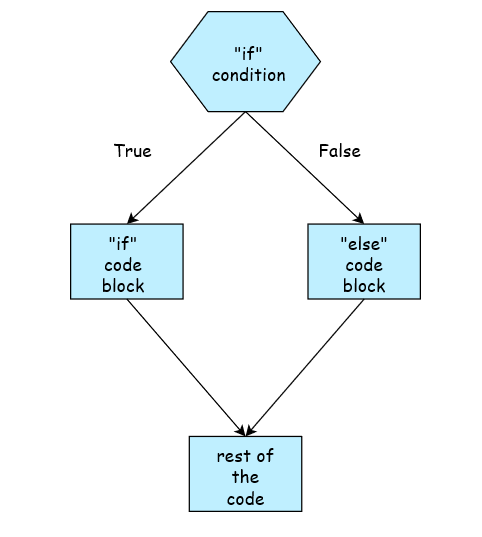 "if"
condition
True
False
"if"
code
block
"else"
code
block
rest of
the
code